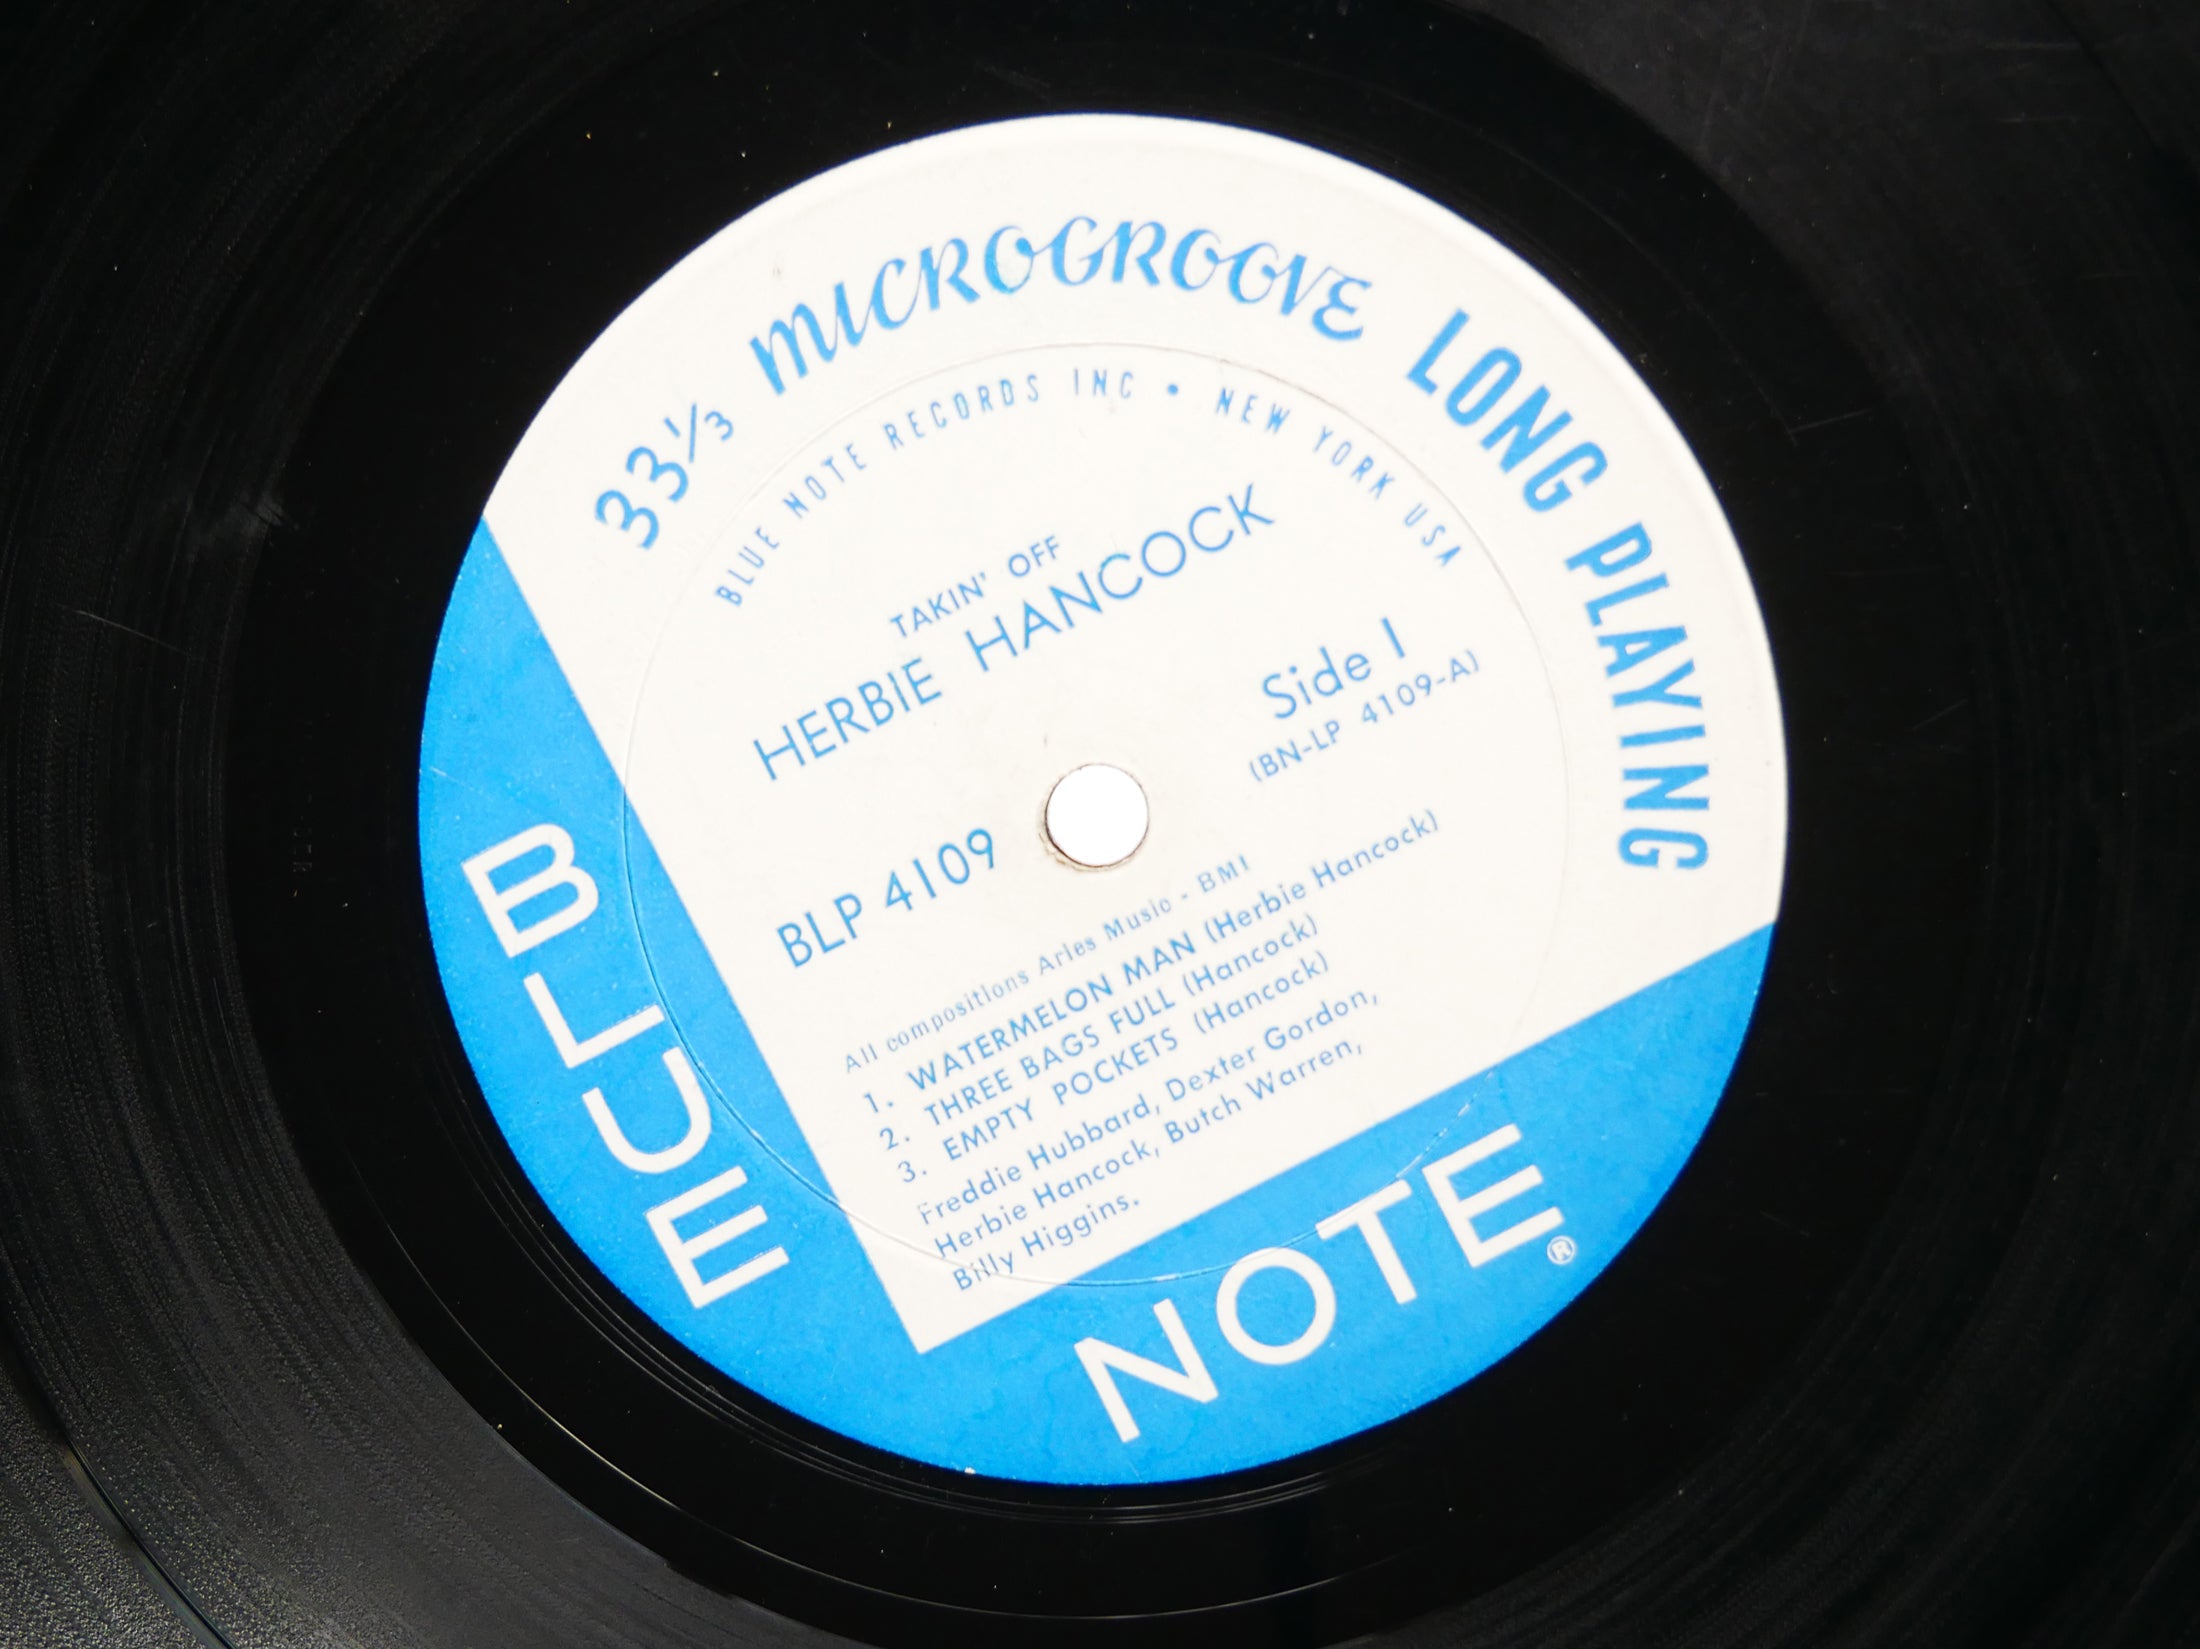 33⅓ MICROGROOVE LONG PLAYING
BLUE NOTE RECORDS INC • NEW YORK USA
TAKIN' OFF
HERBIE HANCOCK
Side 1
(BN-LP 4109-A)
BLP 4109
All compositions Aries Music - BMI
1. WATERMELON MAN (Herbie Hancock)
2. THREE BAGS FULL (Hancock)
3. EMPTY POCKETS (Hancock)
Freddie Hubbard, Dexter Gordon,
Herbie Hancock, Butch Warren,
Billy Higgins.
BLUE
NOTE®